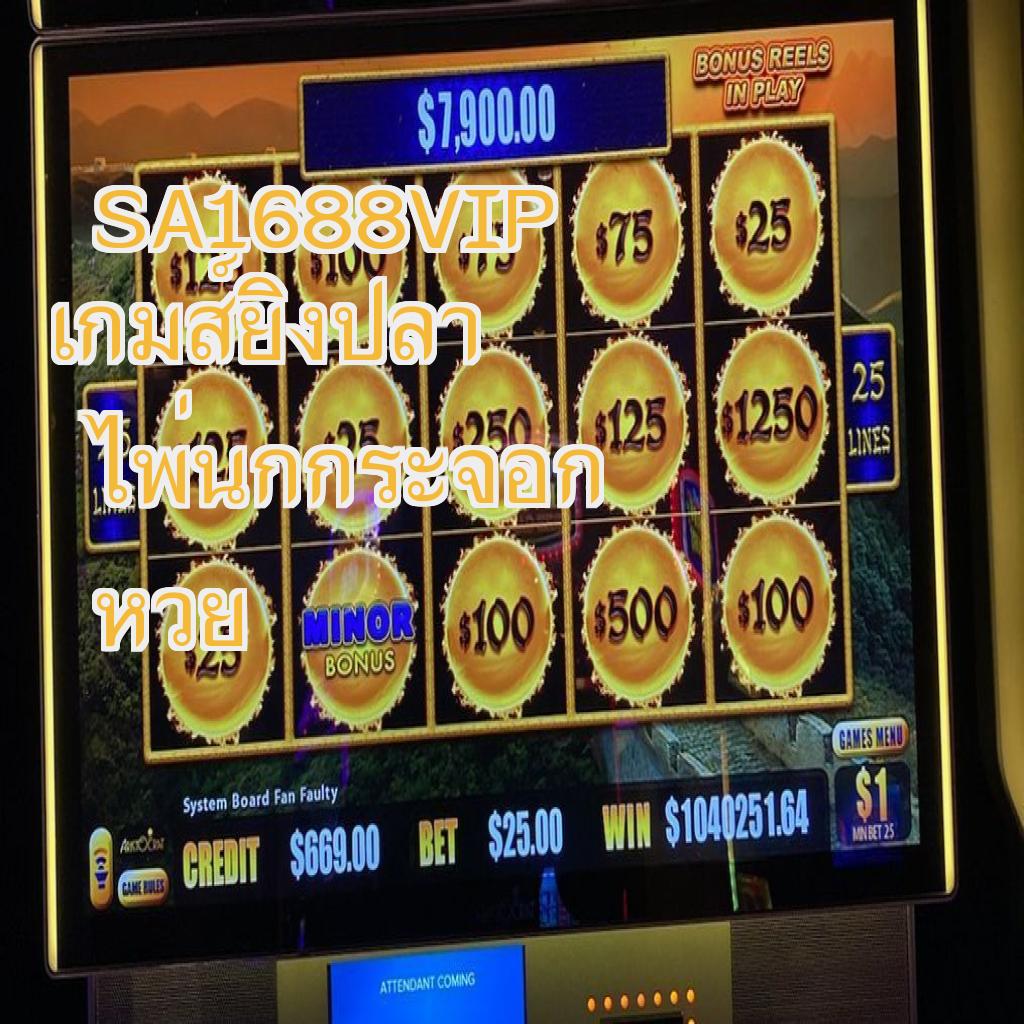 BONUS REELS
IN PLAY
$7,900.00
SA1688VIP
$75
$25
เกมส์ยิงปลา
$250
$125
$1250
25
LINES
ไพ่นกกระจอก
หวย
$25
MINOR
BONUS
$100
$500
$100
GAMES MENU
System Board Fan Faulty
$1
MIN BET 25
ARISTOCRAT
GAME RULES
CREDIT
$669.00
BET
$25.00
WIN
$1040251.64
ATTENDANT COMING